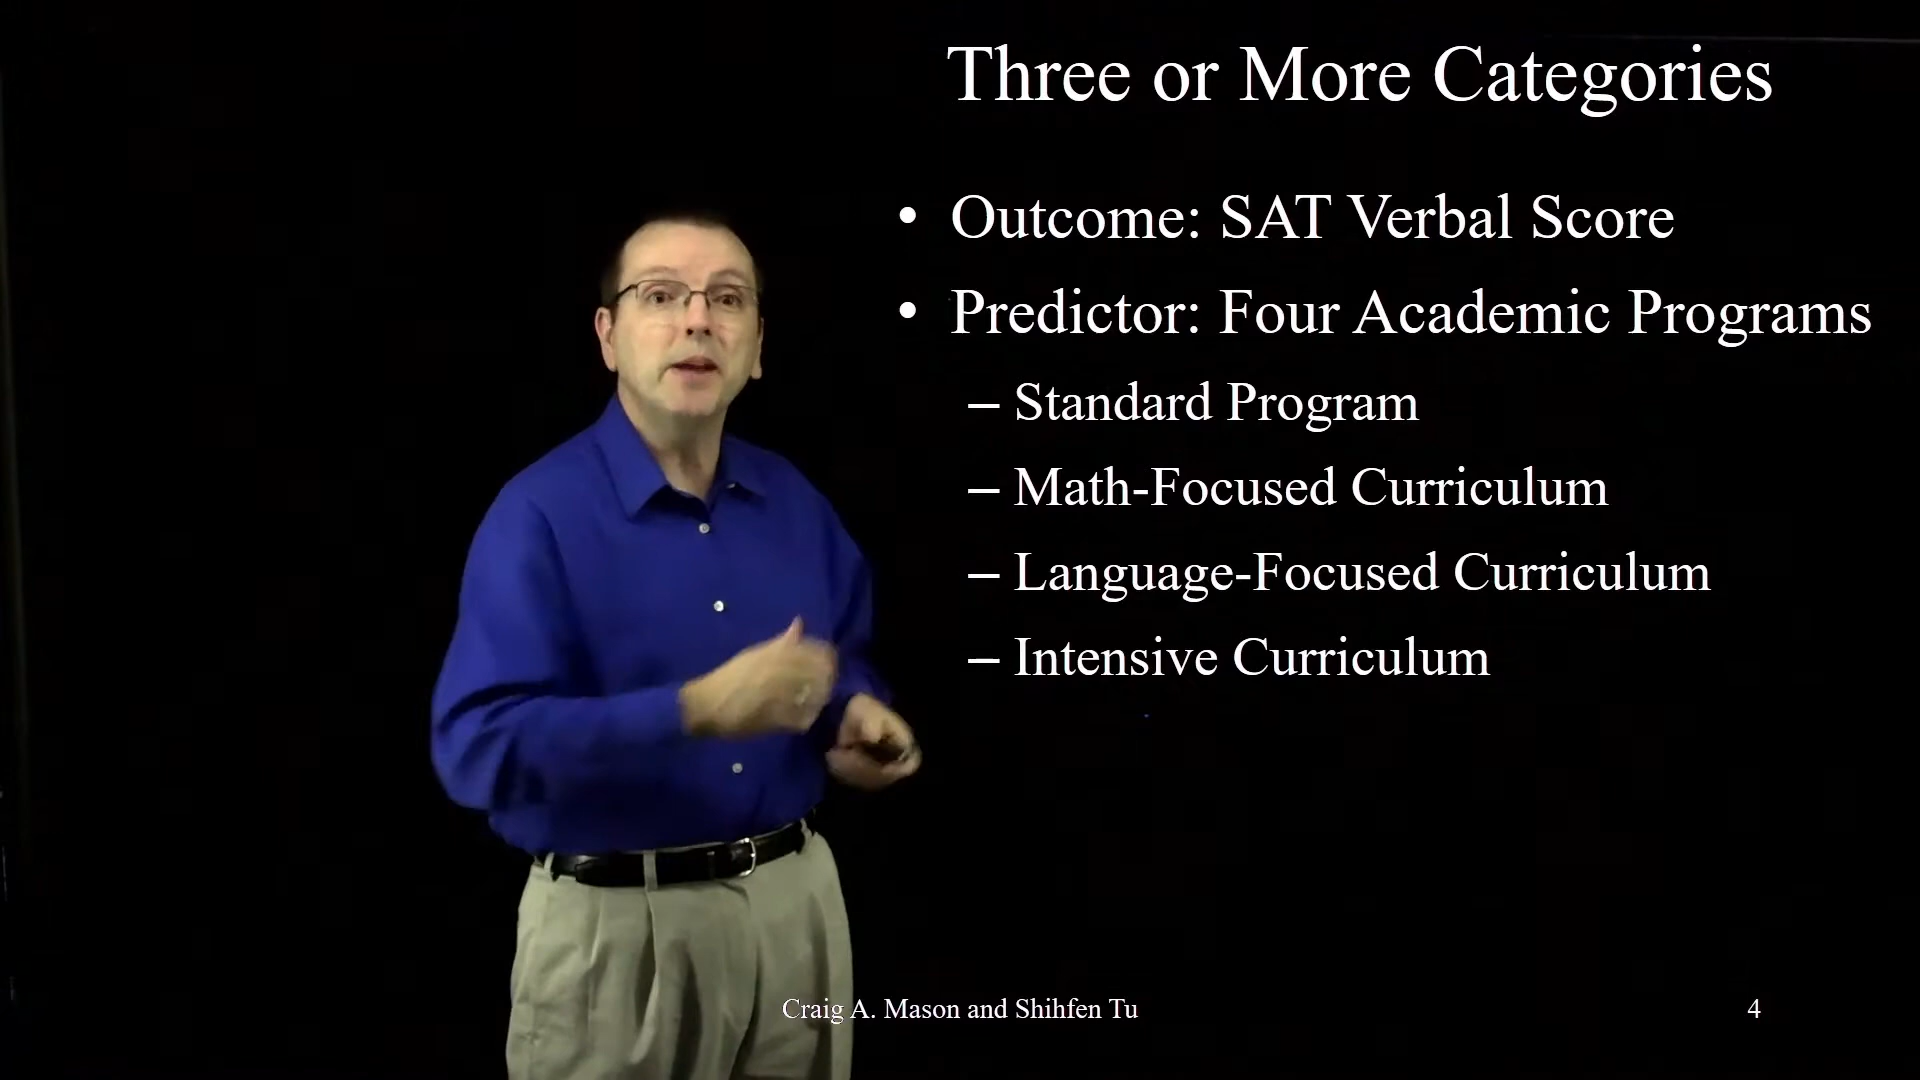 Three or More Categories
• Outcome: SAT Verbal Score
• Predictor: Four Academic Programs
– Standard Program
– Math-Focused Curriculum
– Language-Focused Curriculum
– Intensive Curriculum
Craig A. Mason and Shihfen Tu
4